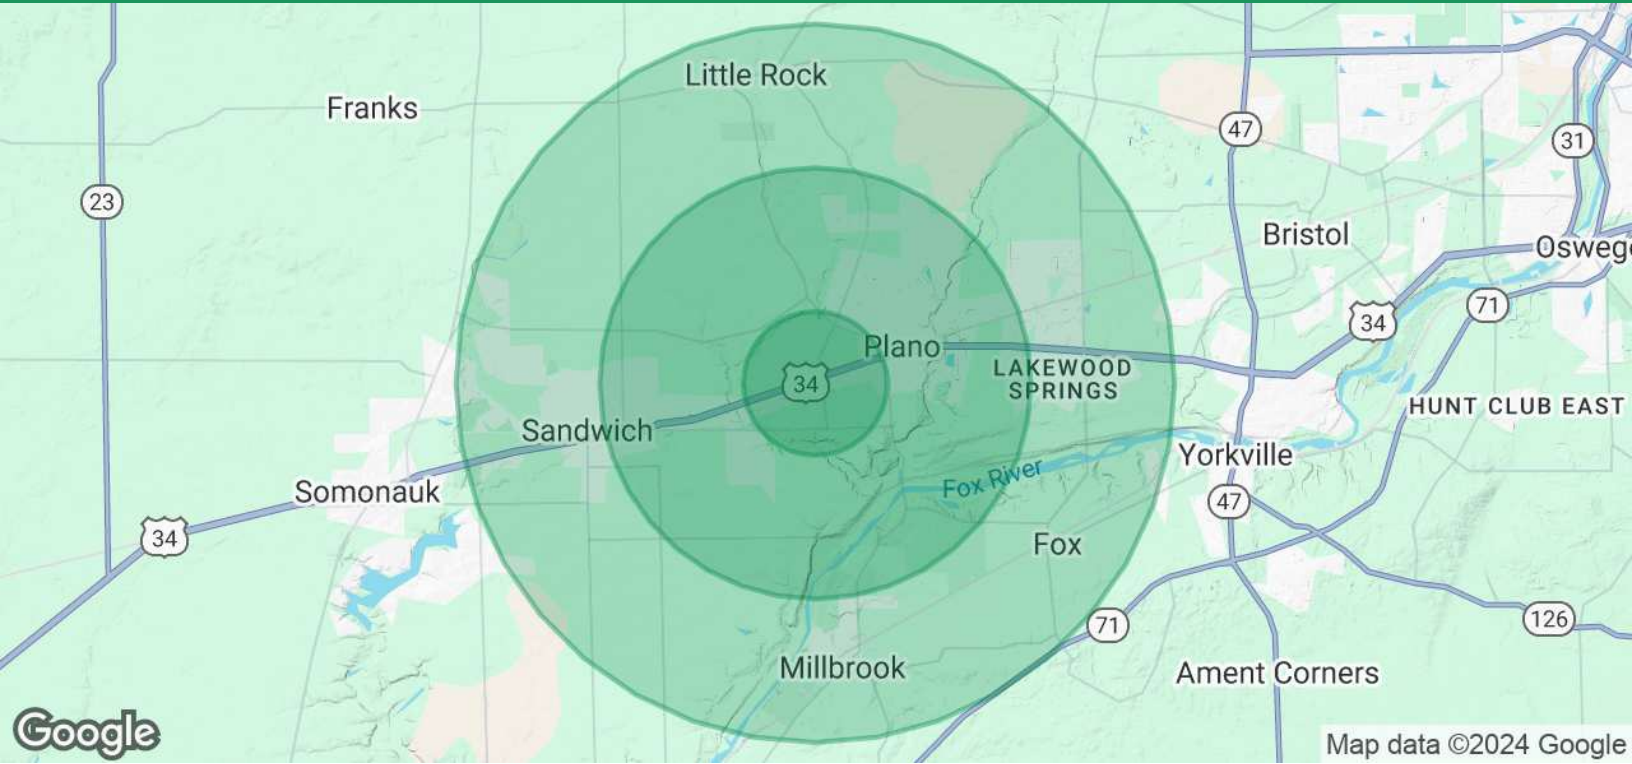 Little Rock
Franks
47
31
23
Bristol
Oswego
71
34
Plano
34
LAKEWOOD
SPRINGS
HUNT CLUB EAST
Sandwich
Yorkville
Fox River
Somonauk
47
34
Fox
71
126
Millbrook
Ament Corners
Google
Map data ©2024 Google